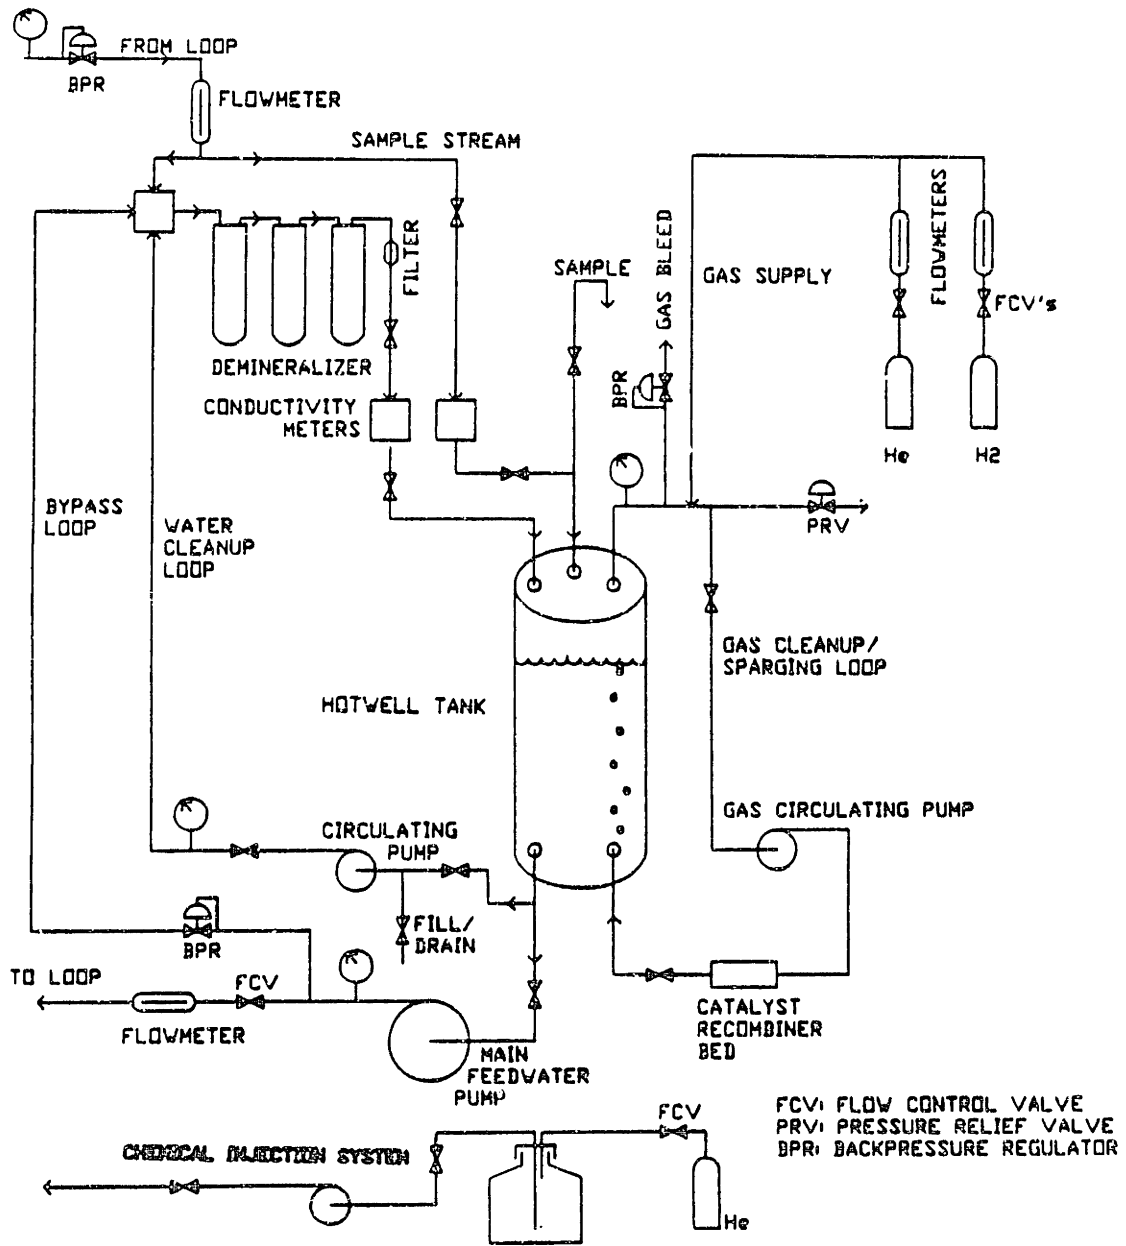 FROM LOOP
BPR
FLOWMETER
SAMPLE STREAM
FLOWMETERS
GAS BLEED
FILTER
SAMPLE
GAS SUPPLY
FCV's
DEMINERALIZER
BPR
CONDUCTIVITY
METERS
He
H2
BYPASS
LOOP
WATER
CLEANUP
LOOP
PRV
GAS CLEANUP/
SPARGING LOOP
HOTWELL TANK
GAS CIRCULATING PUMP
CIRCULATING
PUMP
FILL/
DRAIN
BPR
TO LOOP
FCV
FLOWMETER
CATALYST
RECOMBINER
BED
MAIN
FEEDWATER
PUMP
FCV: FLOW CONTROL VALVE
PRV: PRESSURE RELIEF VALVE
BPR: BACKPRESSURE REGULATOR
FCV
CHEMICAL INJECTION SYSTEM
He